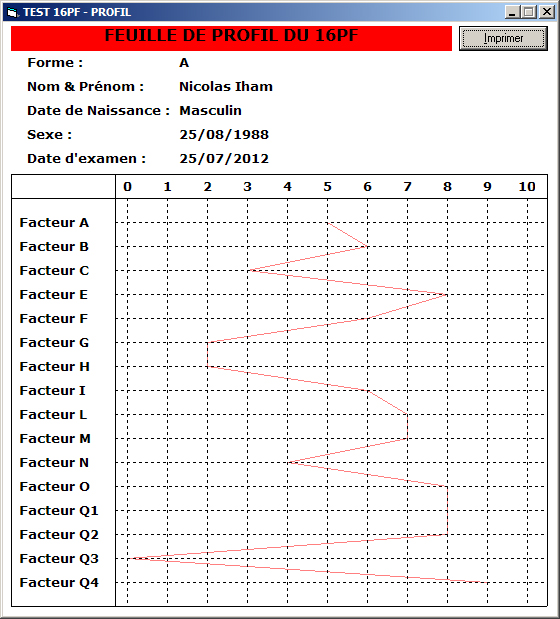 TEST 16PF - PROFIL
FEUILLE DE PROFIL DU 16PF
Imprimer
Forme : A
Nom & Prénom : Nicolas Iham
Date de Naissance : Masculin
Sexe : 25/08/1988
Date d'examen : 25/07/2012
0 1 2 3 4 5 6 7 8 9 10
Facteur A
Facteur B
Facteur C
Facteur E
Facteur F
Facteur G
Facteur H
Facteur I
Facteur L
Facteur M
Facteur N
Facteur O
Facteur Q1
Facteur Q2
Facteur Q3
Facteur Q4